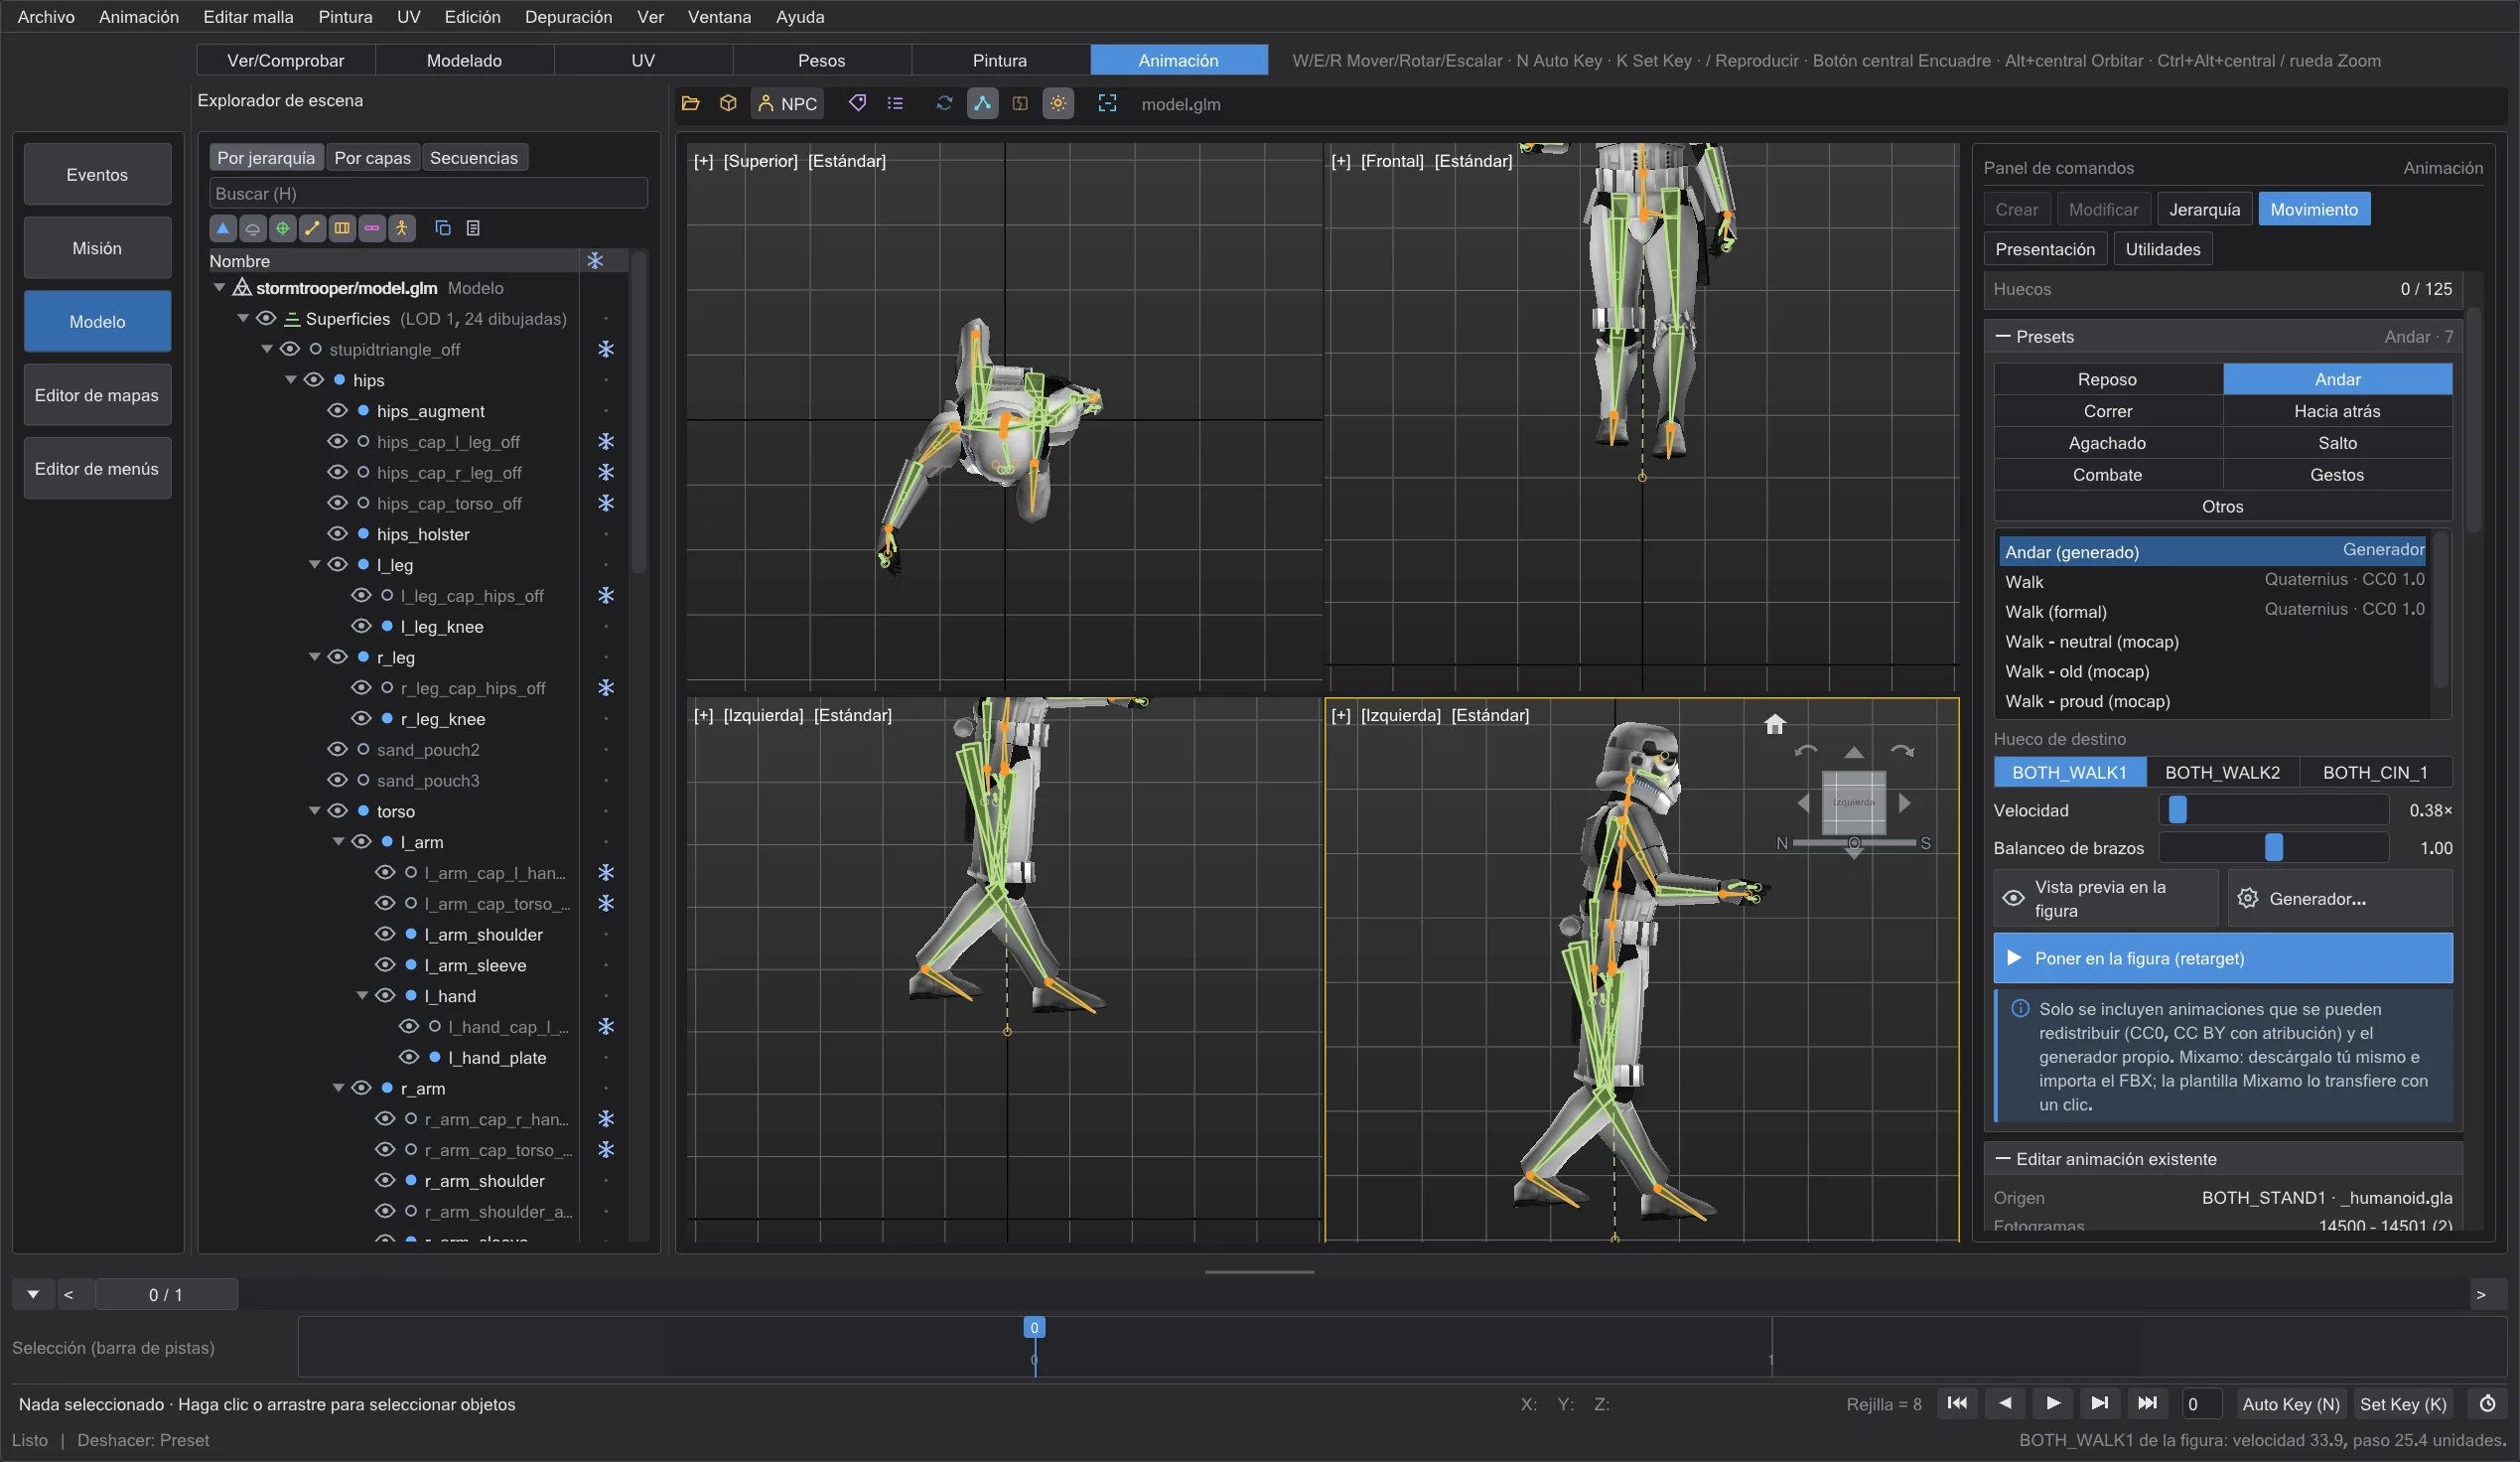 Archivo Animación Editar malla Pintura UV Edición Depuración Ver Ventana Ayuda
Ver/Comprobar Modelado UV Pesos Pintura Animación W/E/R Mover/Rotar/Escalar · N Auto Key · K Set Key · / Reproducir · Botón central Encuadre · Alt+central Orbitar · Ctrl+Alt+central / rueda Zoom
Eventos
Misión
Modelo
Editor de mapas
Editor de menús
Explorador de escena
Por jerarquía Por capas Secuencias
Buscar (H)
Nombre
stormtrooper/model.glm Modelo
Superficies (LOD 1, 24 dibujadas)
stupidtriangle_off
hips
hips_augment
hips_cap_l_leg_off
hips_cap_r_leg_off
hips_cap_torso_off
hips_holster
l_leg
l_leg_cap_hips_off
l_leg_knee
r_leg
r_leg_cap_hips_off
r_leg_knee
sand_pouch2
sand_pouch3
torso
l_arm
l_arm_cap_l_han...
l_arm_cap_torso_...
l_arm_shoulder
l_arm_sleeve
l_hand
l_hand_cap_l_...
l_hand_plate
r_arm
r_arm_cap_r_han...
r_arm_cap_torso_...
r_arm_shoulder
r_arm_shoulder_a...
r_arm_sleeve
NPC model.glm
[+] [Superior] [Estándar]
[+] [Frontal] [Estándar]
[+] [Izquierda] [Estándar]
[+] [Izquierda] [Estándar]
Izquierda
N O S
Panel de comandos Animación
Crear Modificar Jerarquía Movimiento
Presentación Utilidades
Huecos 0 / 125
Presets Andar · 7
Reposo Andar
Correr Hacia atrás
Agachado Salto
Combate Gestos
Otros
Andar (generado) Generador
Walk Quaternius · CC0 1.0
Walk (formal) Quaternius · CC0 1.0
Walk - neutral (mocap)
Walk - old (mocap)
Walk - proud (mocap)
Hueco de destino
BOTH_WALK1 BOTH_WALK2 BOTH_CIN_1
Velocidad 0.38×
Balanceo de brazos 1.00
Vista previa en la
figura
Generador...
Poner en la figura (retarget)
Solo se incluyen animaciones que se pueden
redistribuir (CC0, CC BY con atribución) y el
generador propio. Mixamo: descárgalo tú mismo e
importa el FBX; la plantilla Mixamo lo transfiere con
un clic.
Editar animación existente
Origen BOTH_STAND1 · _humanoid.gla
Fotogramas 14500 - 14501 (2)
< 0 / 1 >
0
Selección (barra de pistas) 0 1
Nada seleccionado · Haga clic o arrastre para seleccionar objetos X: Y: Z: Rejilla = 8 0 Auto Key (N) Set Key (K)
Listo | Deshacer: Preset BOTH_WALK1 de la figura: velocidad 33.9, paso 25.4 unidades.